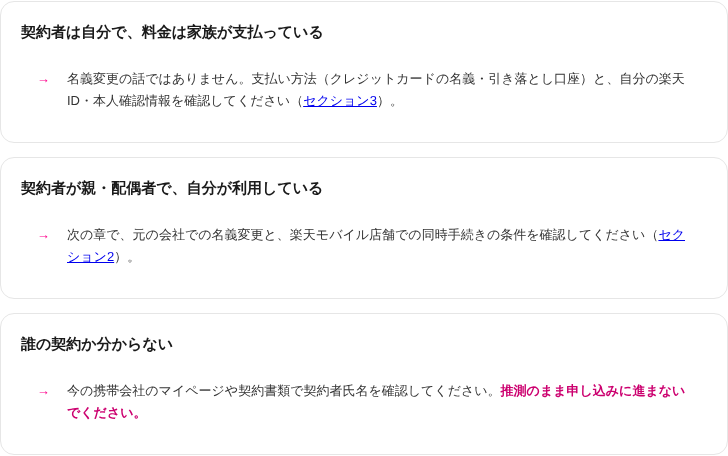 契約者は自分で、料金は家族が支払っている
→ 名義変更の話ではありません。支払い方法（クレジットカードの名義・引き落とし口座）と、自分の楽天
ID・本人確認情報を確認してください（セクション3）。
契約者が親・配偶者で、自分が利用している
→ 次の章で、元の会社での名義変更と、楽天モバイル店舗での同時手続きの条件を確認してください（セク
ション2）。
誰の契約か分からない
→ 今の携帯会社のマイページや契約書類で契約者氏名を確認してください。推測のまま申し込みに進まない
でください。